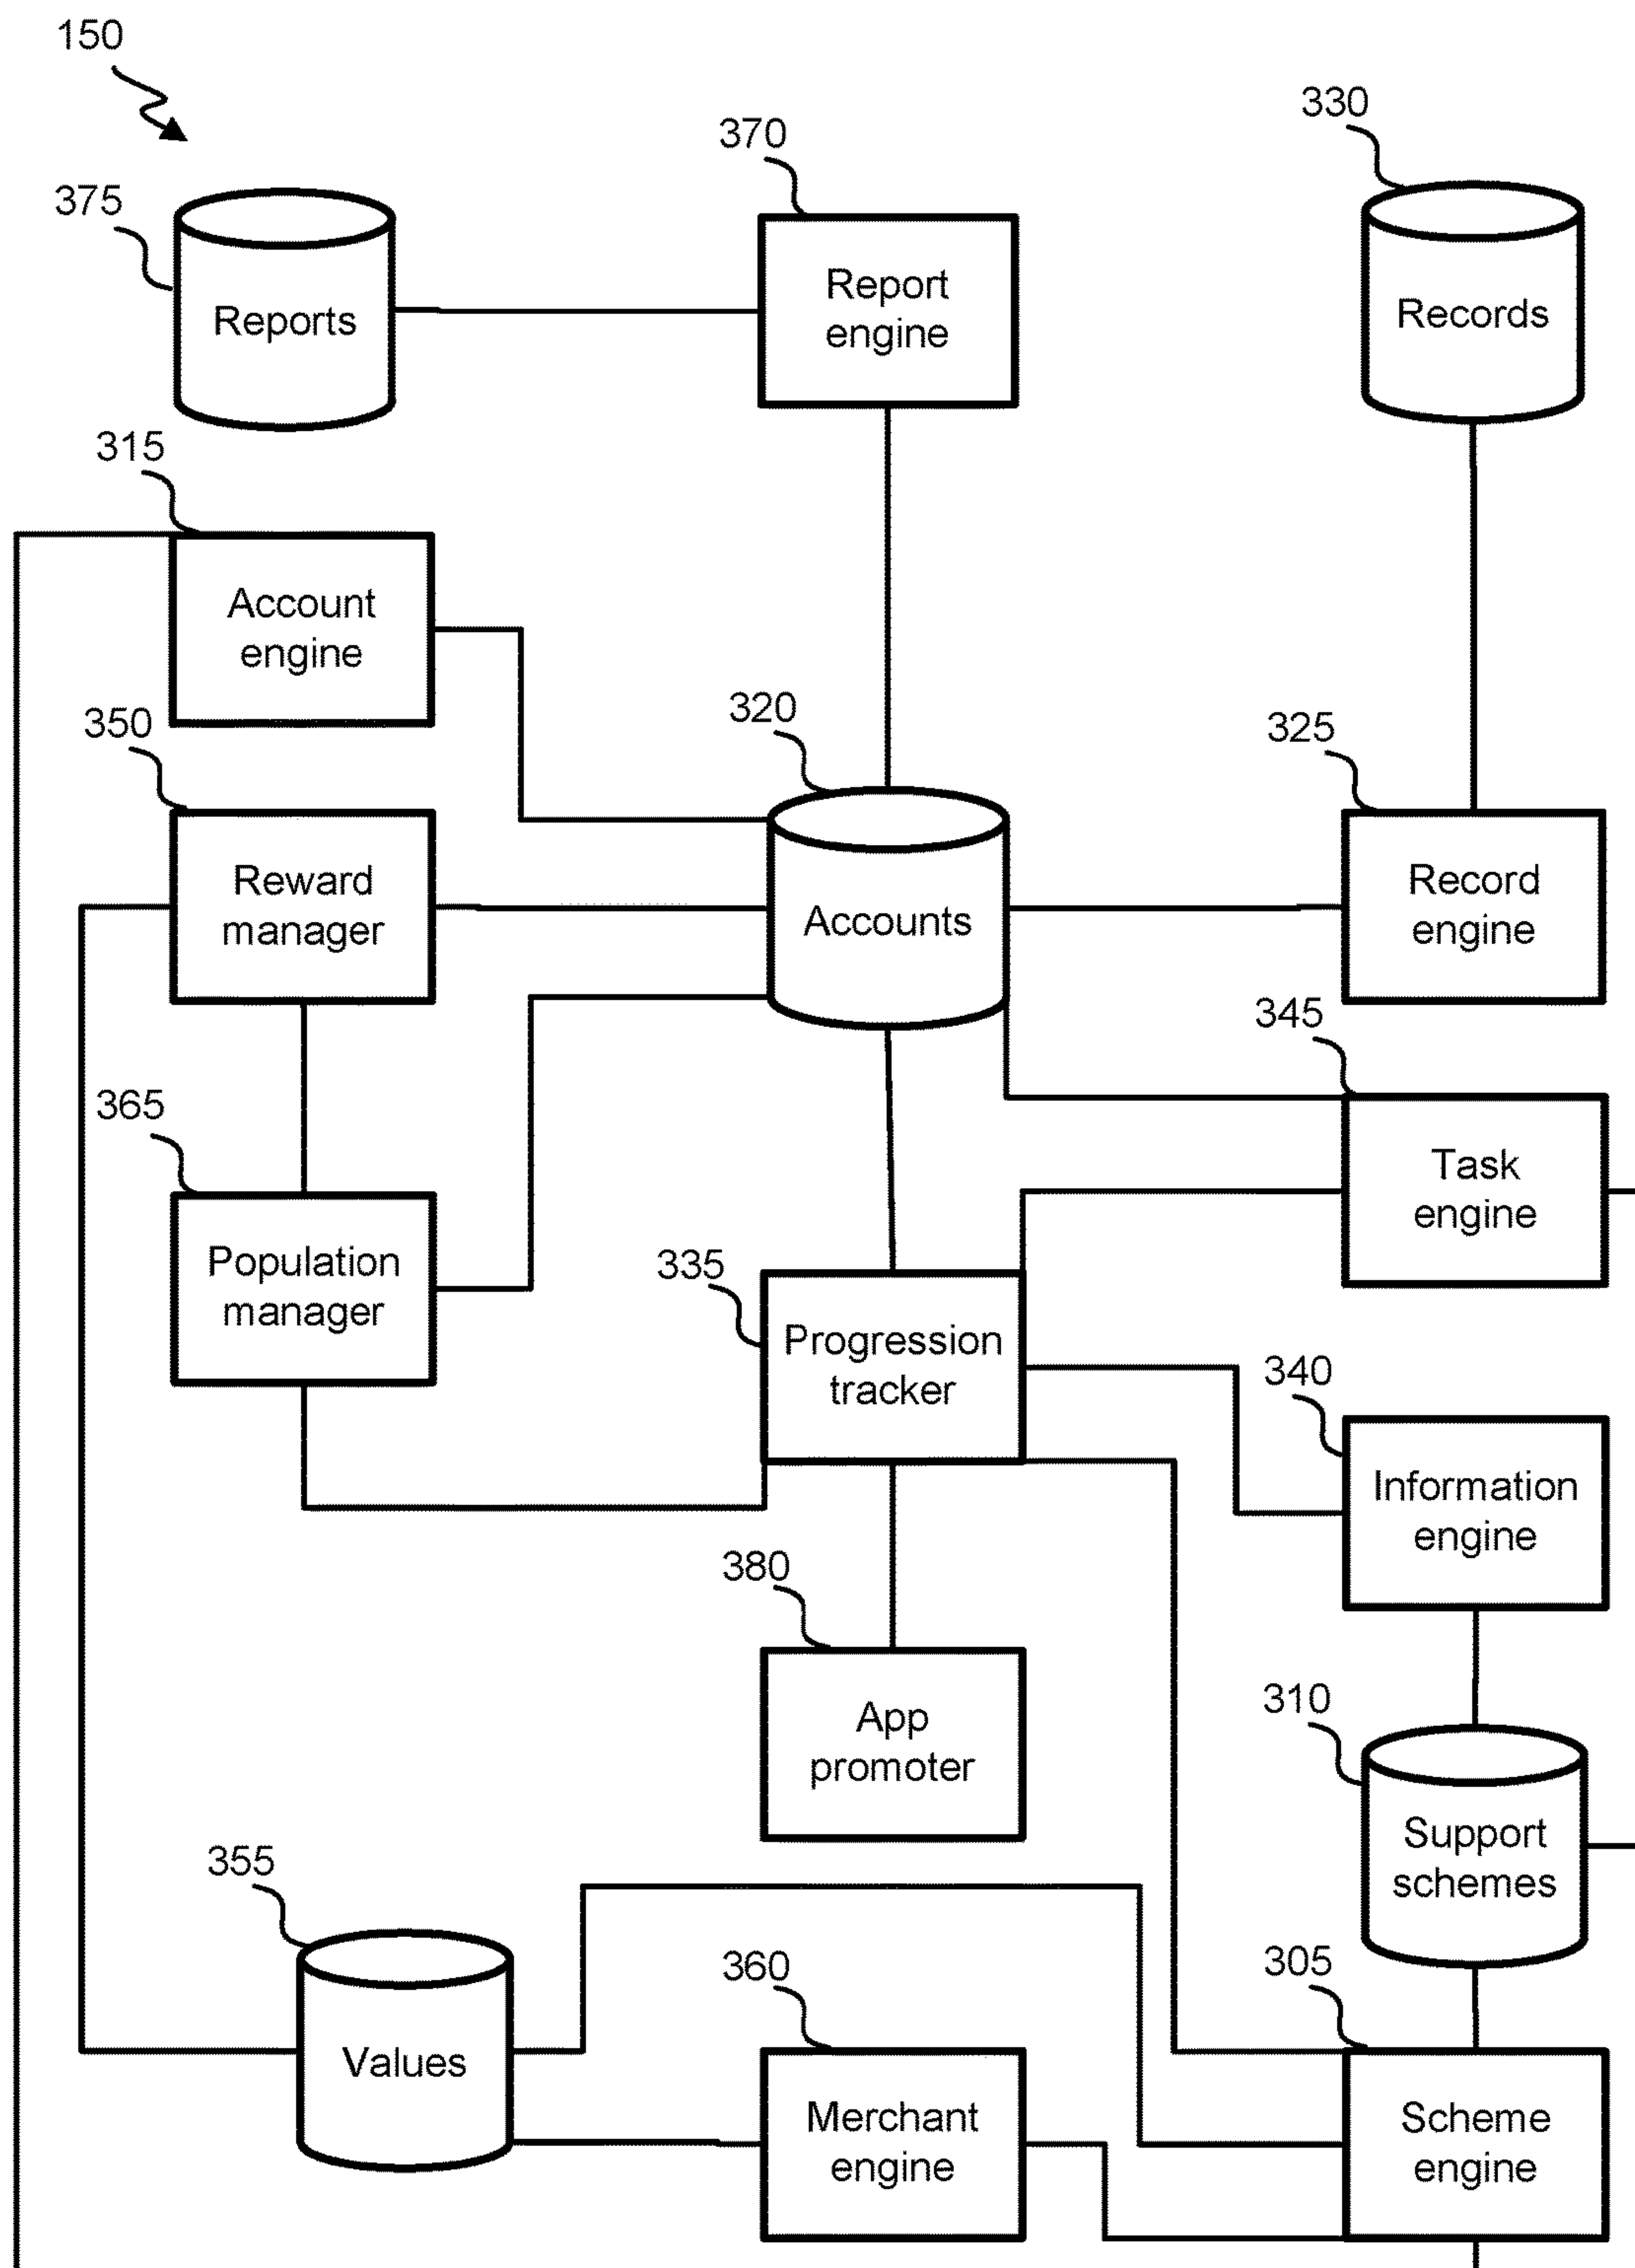 150
330
370
375
Report
engine
Records
Reports
315
Account
engine
320
350
325
Reward
manager
Accounts
Record
engine
345
365
Task
engine
Population
manager
335
Progression
tracker
340
Information
engine
380
310
App
promoter
Support
schemes
355
360
305
Values
Merchant
engine
Scheme
engine